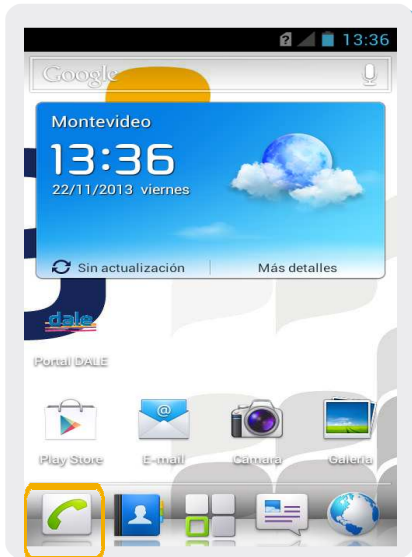 13:36
Google
Montevideo
13:36
22/11/2013 viernes
Sin actualización
Más detalles
dale
Portal DALE
@
Play Store
E-mail
Cámara
Galería